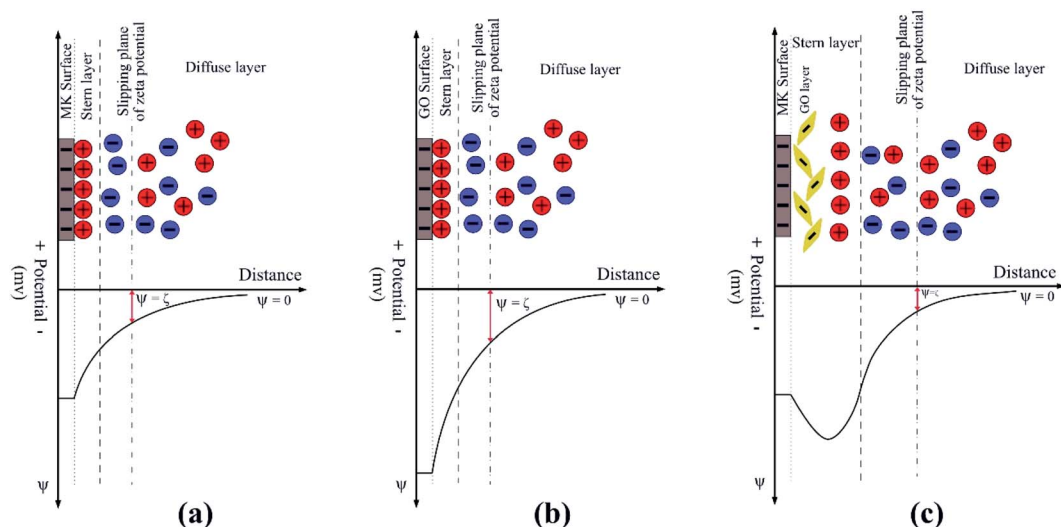 MK Surface
Stern layer
Slipping plane
of zeta potential
Diffuse layer
Distance
+ Potential -
(mv)
Ψ = ζ
Ψ = 0
Ψ
(a)
GO Surface
Stern layer
Slipping plane
of zeta potential
Diffuse layer
Distance
+ Potential -
(mv)
Ψ = ζ
Ψ = 0
Ψ
(b)
MK Surface
Stern layer
GO layer
Slipping plane
of zeta potential
Diffuse layer
Distance
+ Potential -
(mv)
Ψ=ζ
Ψ = 0
Ψ
(c)